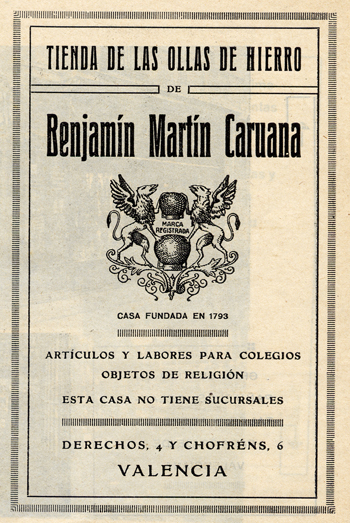 TIENDA DE LAS OLLAS DE HIERRO
DE
Benjamín Martín Caruana
MARCA
REGISTRADA
CASA FUNDADA EN 1793
ARTÍCULOS Y LABORES PARA COLEGIOS
OBJETOS DE RELIGIÓN
ESTA CASA NO TIENE SUCURSALES
DERECHOS, 4 Y CHOFRÉNS, 6
VALENCIA